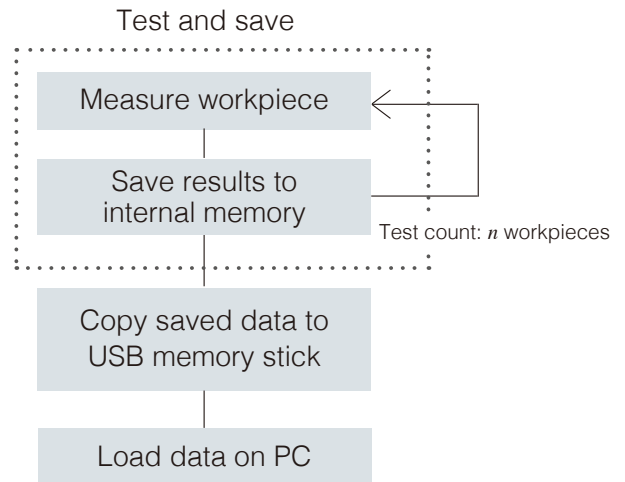 Test and save
Measure workpiece
Save results to
internal memory
Test count: n workpieces
Copy saved data to
USB memory stick
Load data on PC